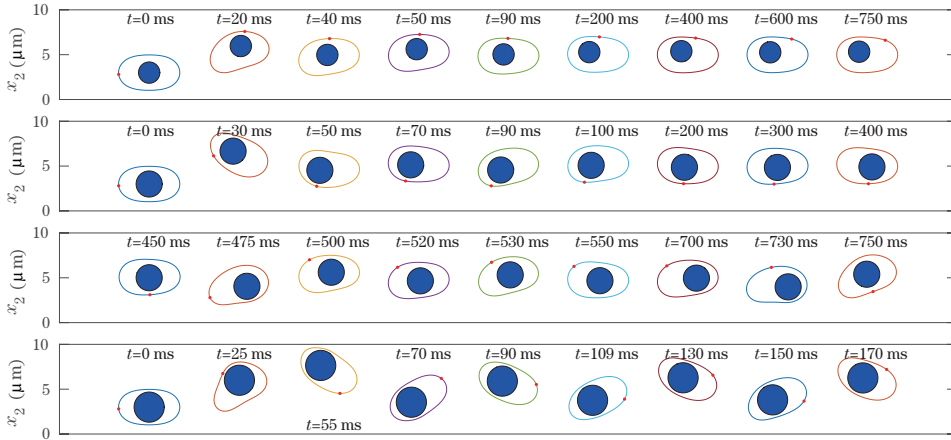 10
t=0 ms t=20 ms t=40 ms t=50 ms t=90 ms t=200 ms t=400 ms t=600 ms t=750 ms
x₂ (μm)
5
0
10
t=0 ms t=30 ms t=50 ms t=70 ms t=90 ms t=100 ms t=200 ms t=300 ms t=400 ms
x₂ (μm)
5
0
10
t=450 ms t=475 ms t=500 ms t=520 ms t=530 ms t=550 ms t=700 ms t=730 ms t=750 ms
x₂ (μm)
5
0
10
t=0 ms t=25 ms t=70 ms t=90 ms t=109 ms t=130 ms t=150 ms t=170 ms
x₂ (μm)
5
t=55 ms
0